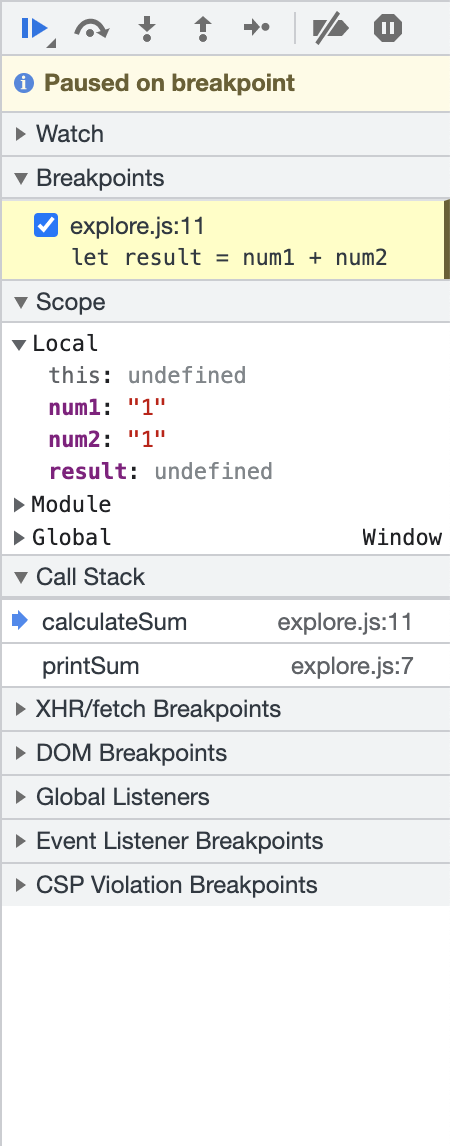 Paused on breakpoint
Watch
Breakpoints
explore.js:11
let result = num1 + num2
Scope
Local
this: undefined
num1: "1"
num2: "1"
result: undefined
Module
Global Window
Call Stack
calculateSum explore.js:11
printSum explore.js:7
XHR/fetch Breakpoints
DOM Breakpoints
Global Listeners
Event Listener Breakpoints
CSP Violation Breakpoints